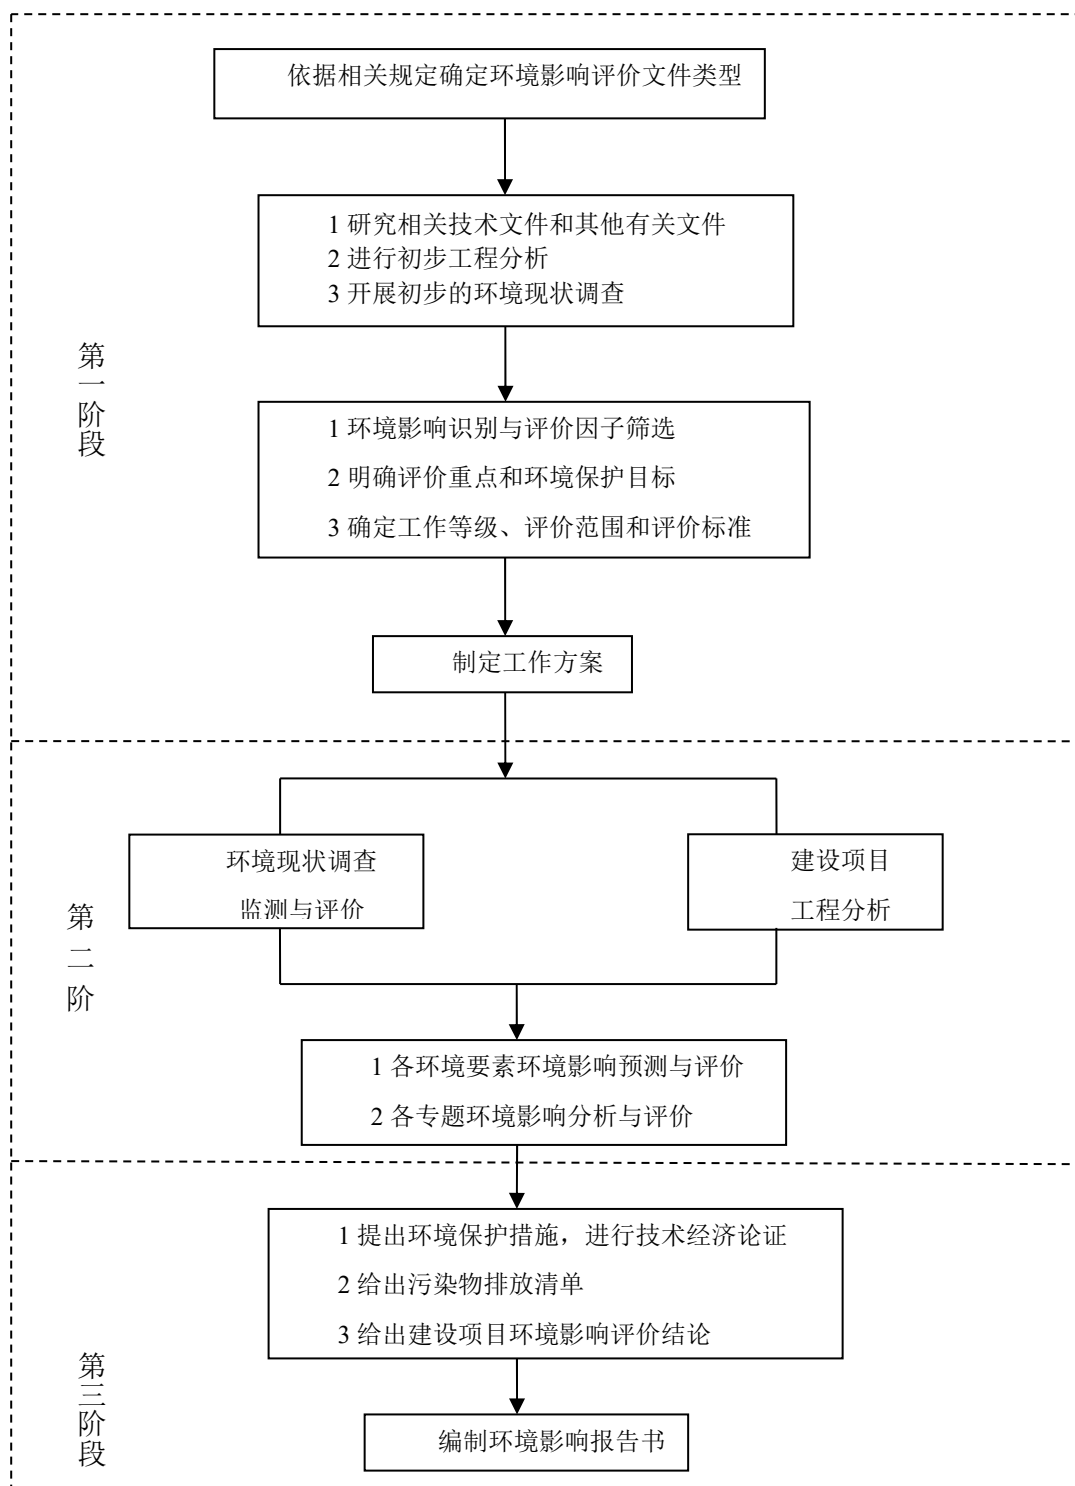 依据相关规定确定环境影响评价文件类型
1 研究相关技术文件和其他有关文件
2 进行初步工程分析
3 开展初步的环境现状调查
第一阶段
1 环境影响识别与评价因子筛选
2 明确评价重点和环境保护目标
3 确定工作等级、评价范围和评价标准
制定工作方案
环境现状调查
监测与评价
建设项目
工程分析
第二阶
1 各环境要素环境影响预测与评价
2 各专题环境影响分析与评价
1 提出环境保护措施，进行技术经济论证
2 给出污染物排放清单
3 给出建设项目环境影响评价结论
第三阶段
编制环境影响报告书